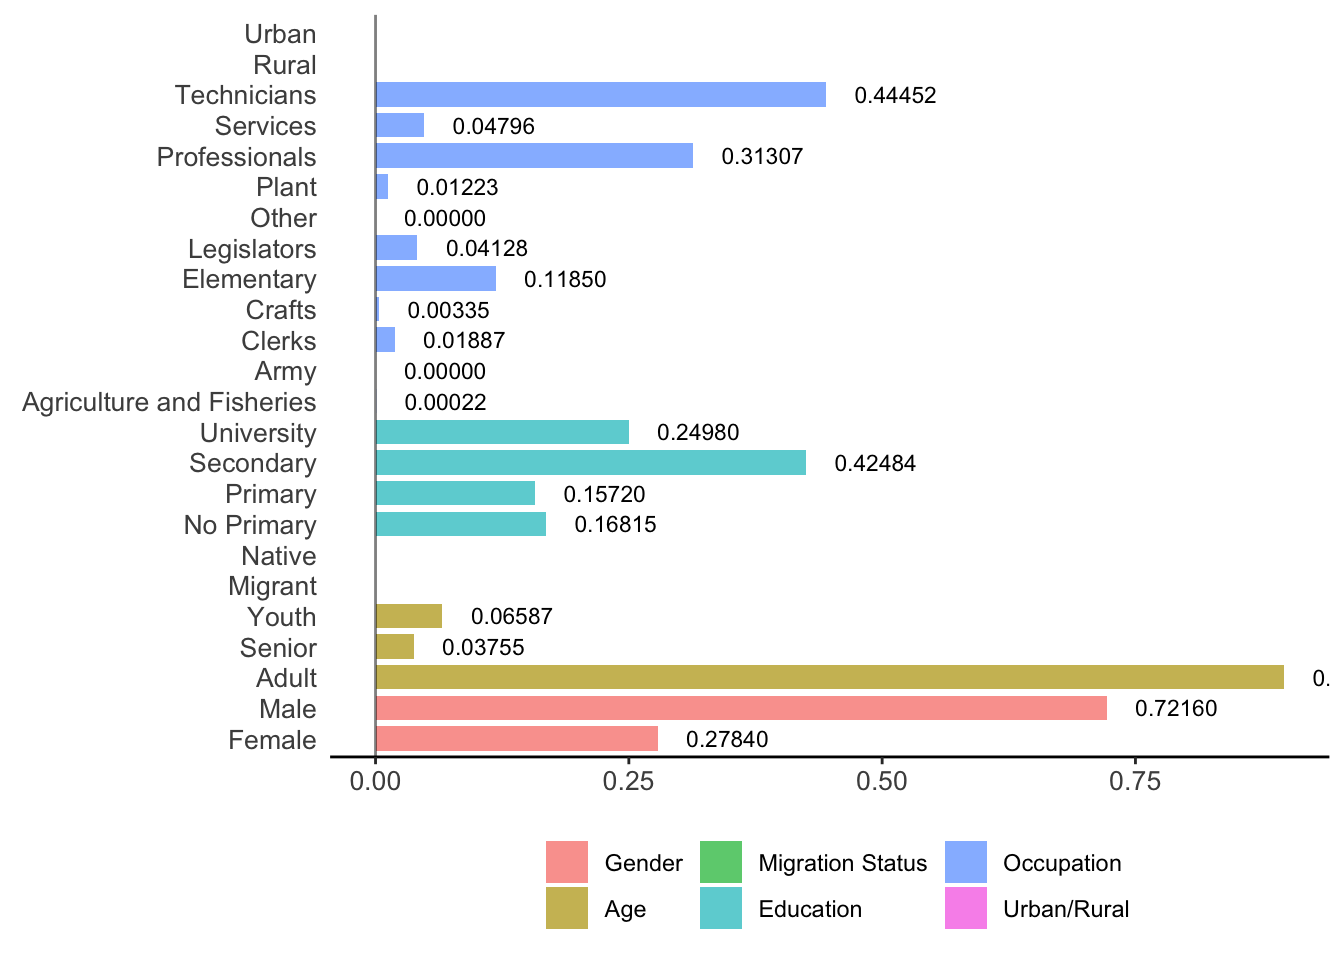 Urban
Rural
Technicians 0.44452
Services 0.04796
Professionals 0.31307
Plant 0.01223
Other 0.00000
Legislators 0.04128
Elementary 0.11850
Crafts 0.00335
Clerks 0.01887
Army 0.00000
Agriculture and Fisheries 0.00022
University 0.24980
Secondary 0.42484
Primary 0.15720
No Primary 0.16815
Native
Migrant
Youth 0.06587
Senior 0.03755
Adult 0.
Male 0.72160
Female 0.27840
0.00 0.25 0.50 0.75
Gender Migration Status Occupation
Age Education Urban/Rural